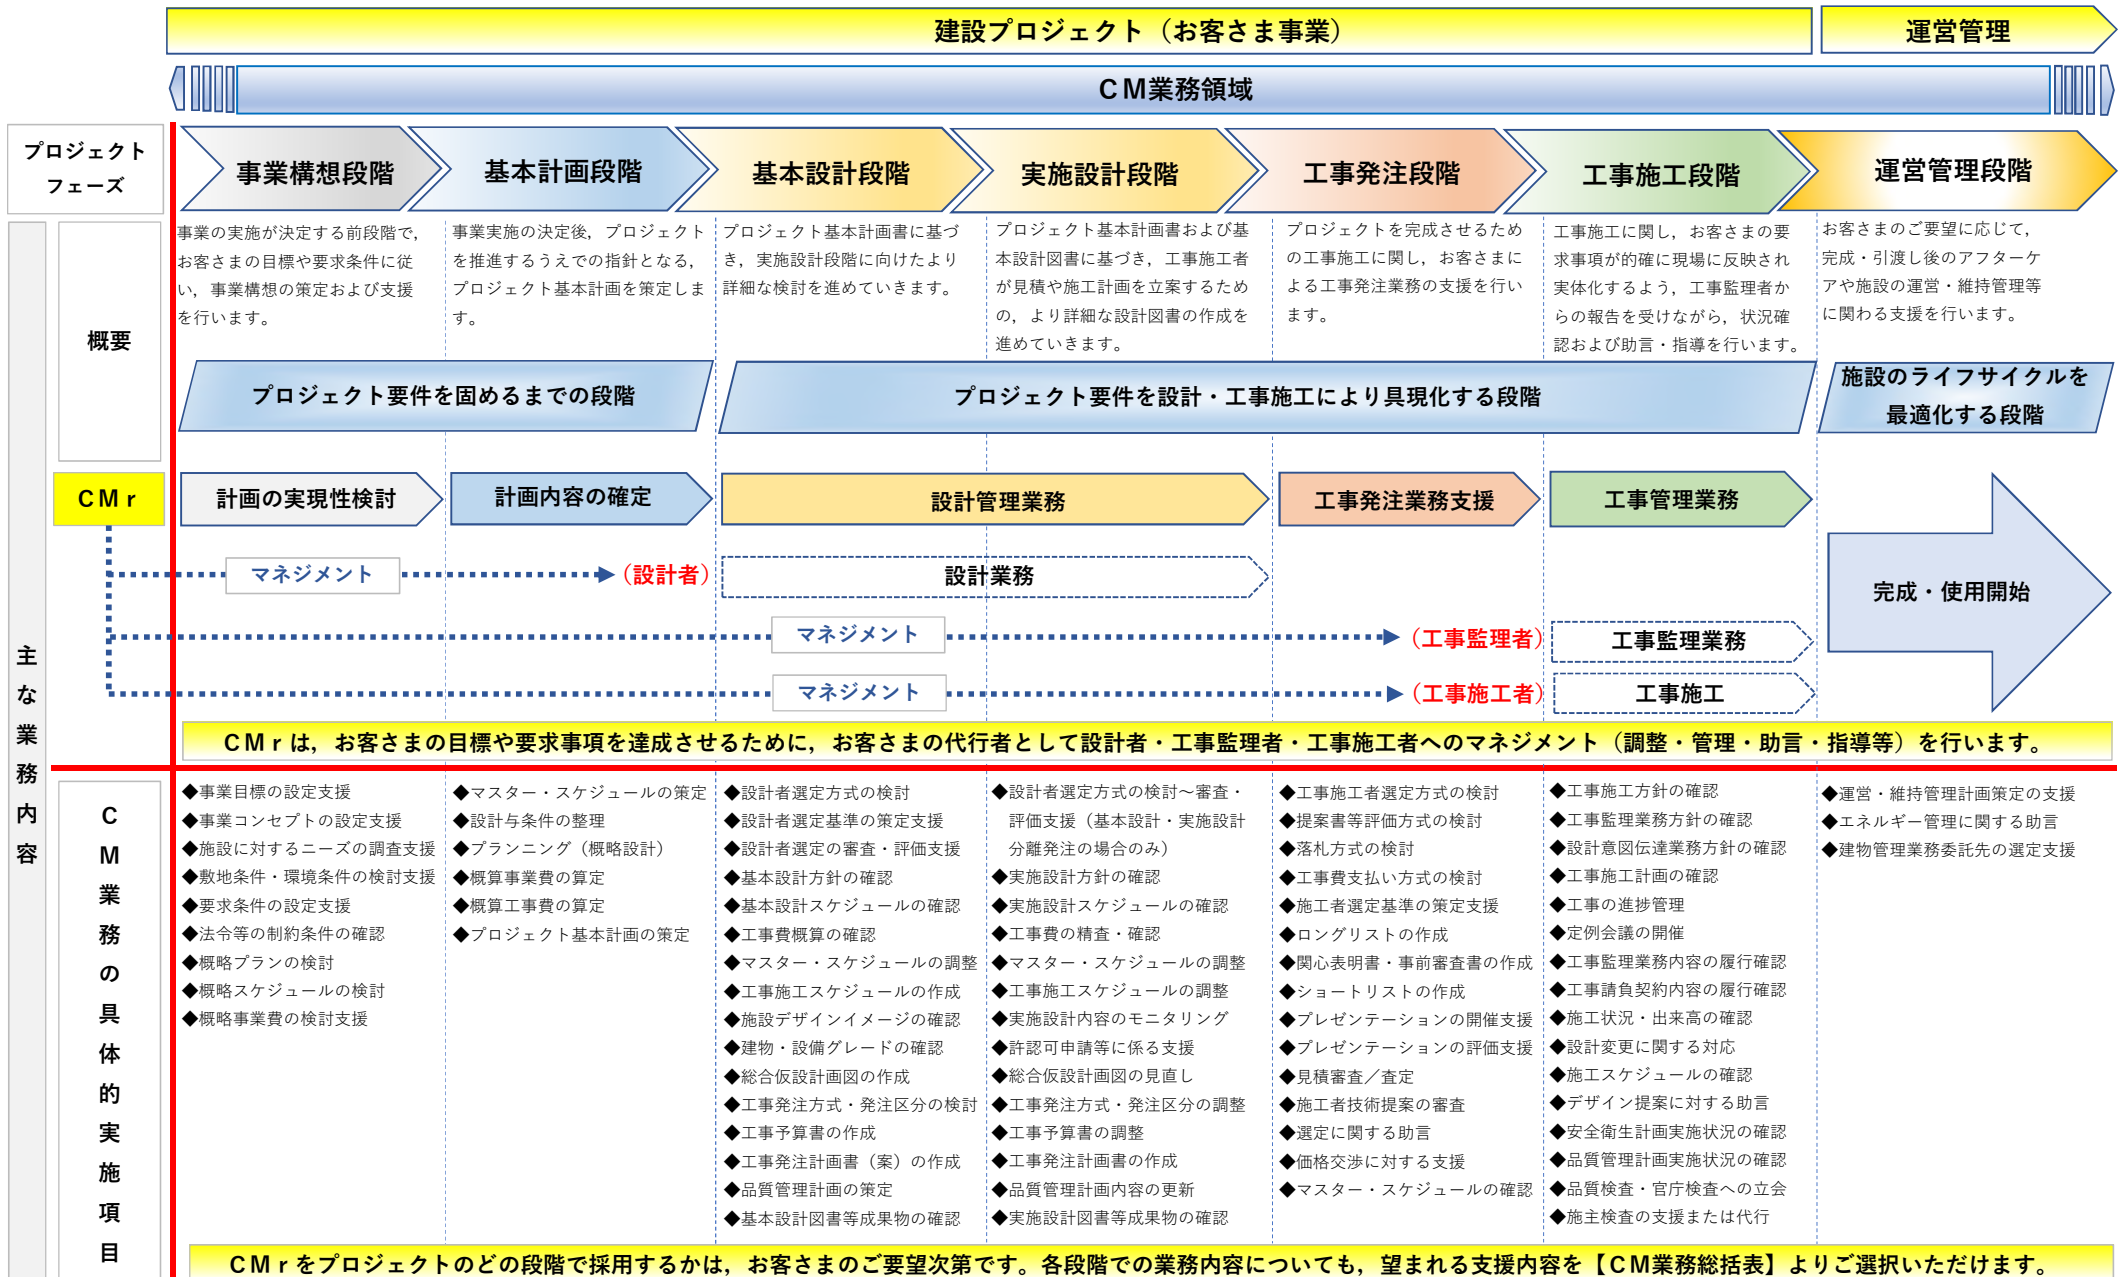 建設プロジェクト（お客さま事業）
運営管理
ＣＭ業務領域
プロジェクト
フェーズ
事業構想段階
基本計画段階
基本設計段階
実施設計段階
工事発注段階
工事施工段階
運営管理段階
主な業務内容
概要
事業の実施が決定する前段階で，
お客さまの目標や要求条件に従
い，事業構想の策定および支援
を行います。
事業実施の決定後，プロジェクト
を推進するうえでの指針となる，
プロジェクト基本計画を策定しま
す。
プロジェクト基本計画書に基づ
き，実施設計段階に向けたより
詳細な検討を進めていきます。
プロジェクト基本計画書および基
本設計図書に基づき，工事施工者
が見積や施工計画を立案するため
の，より詳細な設計図書の作成を
進めていきます。
プロジェクトを完成させるため
の工事施工に関し，お客さまに
よる工事発注業務の支援を行い
ます。
工事施工に関し，お客さまの要
求事項が的確に現場に反映され
実体化するよう，工事監理者か
らの報告を受けながら，状況確
認および助言・指導を行います。
お客さまのご要望に応じて，
完成・引渡し後のアフターケ
アや施設の運営・維持管理等
に関わる支援を行います。
プロジェクト要件を固めるまでの段階
プロジェクト要件を設計・工事施工により具現化する段階
施設のライフサイクルを
最適化する段階
ＣＭｒ
計画の実現性検討
計画内容の確定
設計管理業務
工事発注業務支援
工事管理業務
マネジメント
（設計者）
設計業務
完成・使用開始
マネジメント
（工事監理者）
工事監理業務
マネジメント
（工事施工者）
工事施工
ＣＭｒは，お客さまの目標や要求事項を達成させるために，お客さまの代行者として設計者・工事監理者・工事施工者へのマネジメント（調整・管理・助言・指導等）を行います。
ＣＭ業務の具体的実施項目
◆事業目標の設定支援
◆事業コンセプトの設定支援
◆施設に対するニーズの調査支援
◆敷地条件・環境条件の検討支援
◆要求条件の設定支援
◆法令等の制約条件の確認
◆概略プランの検討
◆概略スケジュールの検討
◆概略事業費の検討支援
◆マスター・スケジュールの策定
◆設計与条件の整理
◆プランニング（概略設計）
◆概算事業費の算定
◆概算工事費の算定
◆プロジェクト基本計画の策定
◆設計者選定方式の検討
◆設計者選定基準の策定支援
◆設計者選定の審査・評価支援
◆基本設計方針の確認
◆基本設計スケジュールの確認
◆工事費概算の確認
◆マスター・スケジュールの調整
◆工事施工スケジュールの作成
◆施設デザインイメージの確認
◆建物・設備グレードの確認
◆総合仮設計画図の作成
◆工事発注方式・発注区分の検討
◆工事予算書の作成
◆工事発注計画書（案）の作成
◆品質管理計画の策定
◆基本設計図書等成果物の確認
◆設計者選定方式の検討～審査・
評価支援（基本設計・実施設計
分離発注の場合のみ）
◆実施設計方針の確認
◆実施設計スケジュールの確認
◆工事費の精査・確認
◆マスター・スケジュールの調整
◆工事施工スケジュールの調整
◆実施設計内容のモニタリング
◆許認可申請等に係る支援
◆総合仮設計画図の見直し
◆工事発注方式・発注区分の調整
◆工事予算書の調整
◆工事発注計画書の作成
◆品質管理計画内容の更新
◆実施設計図書等成果物の確認
◆工事施工者選定方式の検討
◆提案書等評価方式の検討
◆落札方式の検討
◆工事費支払い方式の検討
◆施工者選定基準の策定支援
◆ロングリストの作成
◆関心表明書・事前審査書の作成
◆ショートリストの作成
◆プレゼンテーションの開催支援
◆プレゼンテーションの評価支援
◆見積審査／査定
◆施工者技術提案の審査
◆選定に関する助言
◆価格交渉に対する支援
◆マスター・スケジュールの確認
◆工事施工方針の確認
◆工事監理業務方針の確認
◆設計意図伝達業務方針の確認
◆工事施工計画の確認
◆工事の進捗管理
◆定例会議の開催
◆工事監理業務内容の履行確認
◆工事請負契約内容の履行確認
◆施工状況・出来高の確認
◆設計変更に関する対応
◆施工スケジュールの確認
◆デザイン提案に対する助言
◆安全衛生計画実施状況の確認
◆品質管理計画実施状況の確認
◆品質検査・官庁検査への立会
◆施主検査の支援または代行
◆運営・維持管理計画策定の支援
◆エネルギー管理に関する助言
◆建物管理業務委託先の選定支援
ＣＭｒをプロジェクトのどの段階で採用するかは，お客さまのご要望次第です。各段階での業務内容についても，望まれる支援内容を【ＣＭ業務総括表】よりご選択いただけます。